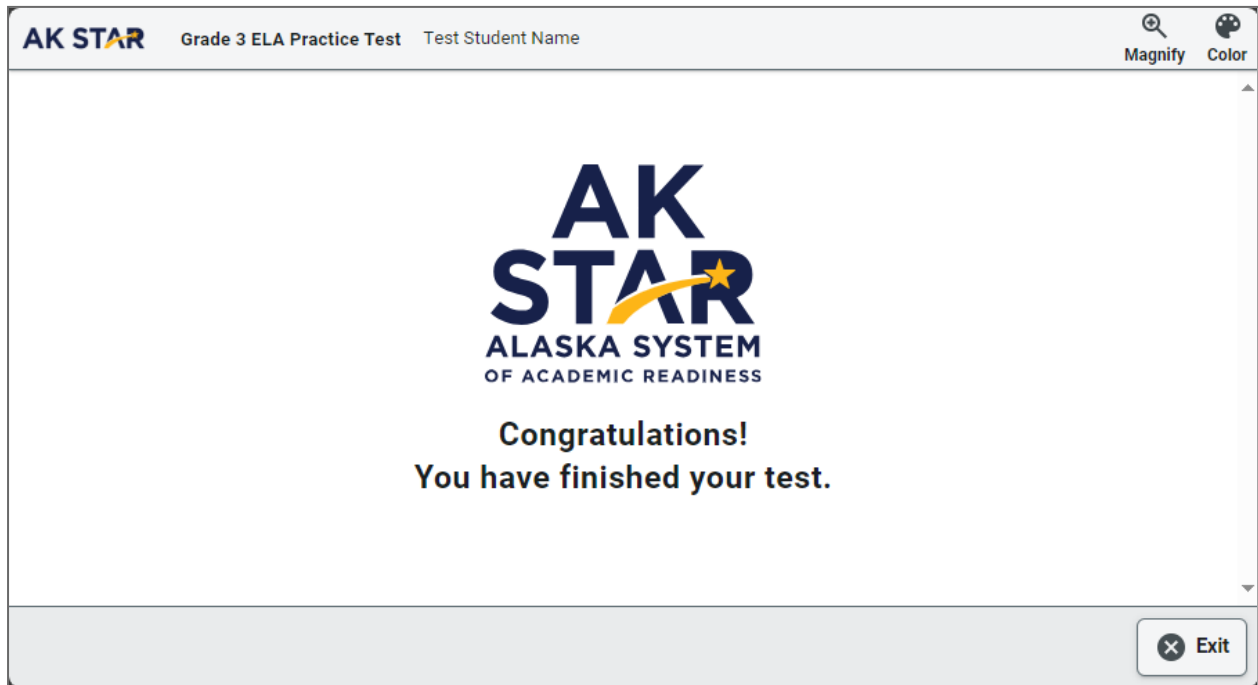 AK STAR Grade 3 ELA Practice Test Test Student Name
Magnify Color
AK
STAR
ALASKA SYSTEM
OF ACADEMIC READINESS
Congratulations!
You have finished your test.
Exit